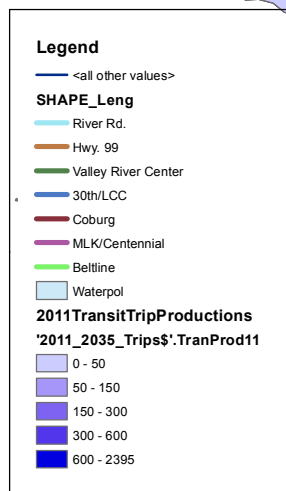 Legend
<all other values>
SHAPE_Leng
River Rd.
Hwy. 99
Valley River Center
30th/LCC
Coburg
MLK/Centennial
Beltline
Waterpol
2011TransitTripProductions
'2011_2035_Trips$'.TranProd11
0 - 50
50 - 150
150 - 300
300 - 600
600 - 2395